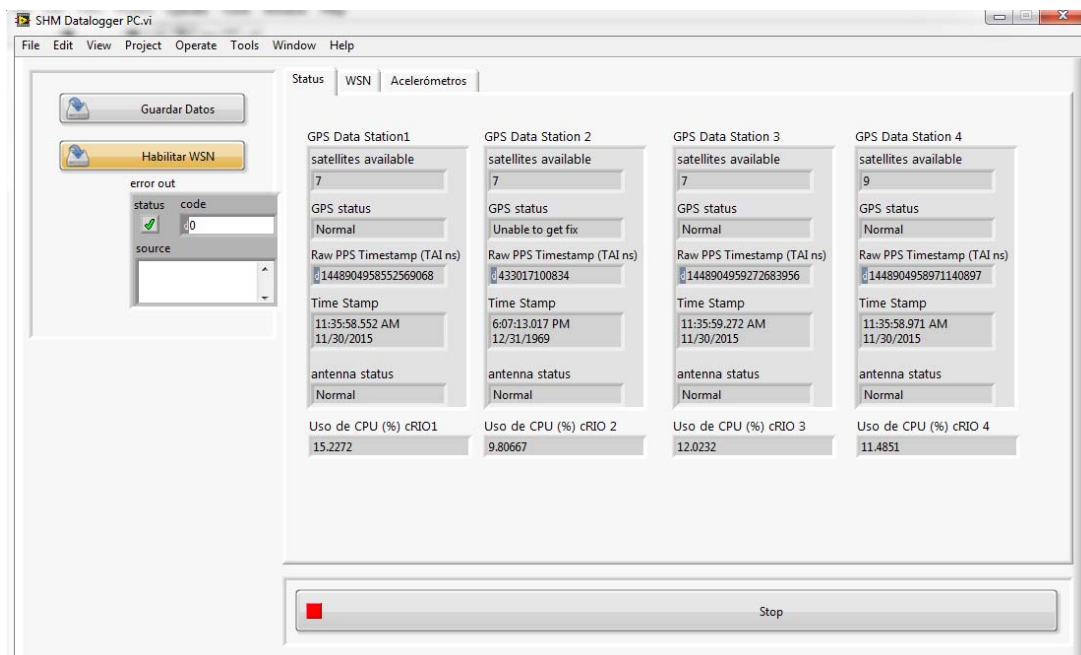 SHM Datalogger PC.vi
File Edit View Project Operate Tools Window Help
Guardar Datos
Habilitar WSN
error out
status code
d 0
source
Status WSN Acelerómetros
GPS Data Station1
satellites available
7
GPS status
Normal
Raw PPS Timestamp (TAI ns)
d 1448904958552569068
Time Stamp
11:35:58.552 AM
11/30/2015
antenna status
Normal
Uso de CPU (%) cRIO1
15.2272
GPS Data Station 2
satellites available
7
GPS status
Unable to get fix
Raw PPS Timestamp (TAI ns)
d 433017100834
Time Stamp
6:07:13.017 PM
12/31/1969
antenna status
Normal
Uso de CPU (%) cRIO 2
9.80667
GPS Data Station 3
satellites available
7
GPS status
Normal
Raw PPS Timestamp (TAI ns)
d 1448904959272683956
Time Stamp
11:35:59.272 AM
11/30/2015
antenna status
Normal
Uso de CPU (%) cRIO 3
12.0232
GPS Data Station 4
satellites available
9
GPS status
Normal
Raw PPS Timestamp (TAI ns)
d 1448904958971140897
Time Stamp
11:35:58.971 AM
11/30/2015
antenna status
Normal
Uso de CPU (%) cRIO 4
11.4851
Stop